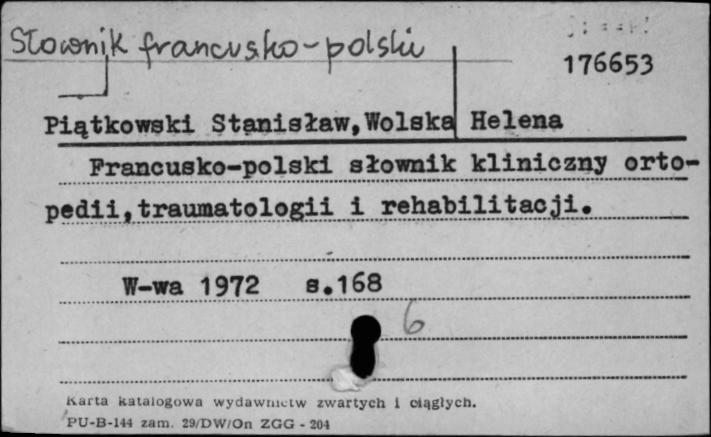 Słownik francusko-polski
176653
Piątkowski Stanisław,Wolska Helena
Francusko-polski słownik kliniczny orto-
pedii,traumatologii i rehabilitacji.
W-wa 1972 s.168
6
Karta katalogowa wydawnictw zwartych i ciągłych.
PU-B-144 zam. 29/DW/On ZGG - 204